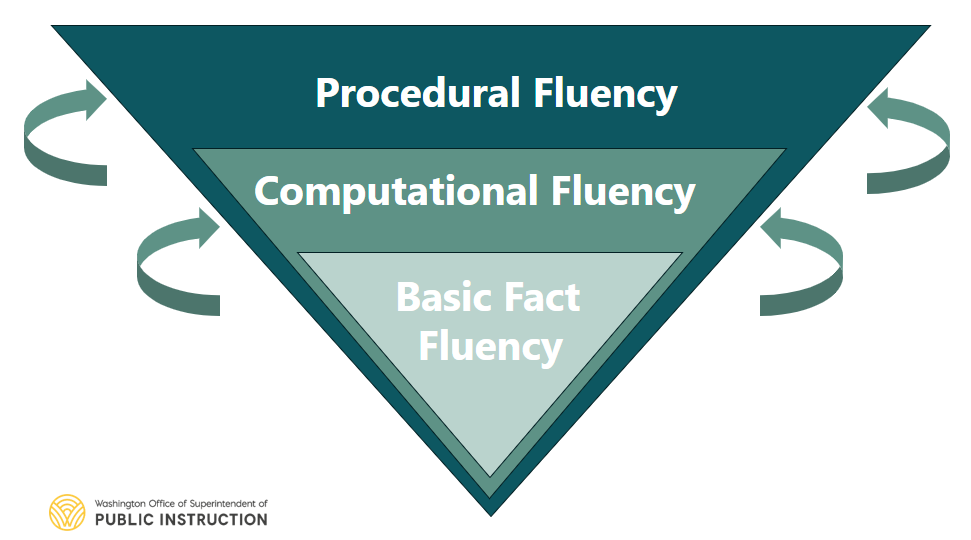 Procedural Fluency
Computational Fluency
Basic Fact
Fluency
Washington Office of Superintendent of
PUBLIC INSTRUCTION